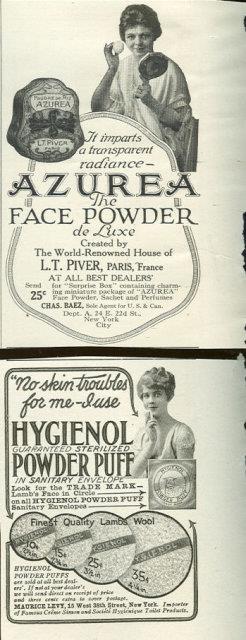 POUDRE DE RIZ
AZUREA
L.T. PIVER
It imparts
a transparent
radiance—
AZUREA
The
FACE POWDER
de Luxe
Created by
The World-Renowned House of
L.T. PIVER, PARIS, France
AT ALL BEST DEALERS'
Send 25c for "Surprise Box" containing charm-
ing miniature package of "AZUREA"
Face Powder, Sachet and Perfumes
CHAS. BAEZ, Sole Agent for U. S. & Can.
Dept. A, 24 E. 22d St.,
New York
City
"No skin troubles
for me-I use
HYGIENOL
GUARANTEED STERILIZED
POWDER PUFF
IN SANITARY ENVELOPE
Look for the TRADE MARK—
Lamb's Face in Circle
on all HYGIENOL POWDER PUFF
Sanitary Envelopes
Finest Quality Lambs Wool
10c
15c
25c
35c
HYGIENOL
POWDER PUFFS
are sold at all best deal-
ers'. If not at your dealer's
we will send direct on receipt of price
and three cents extra to cover postage.
MAURICE LEVY, 15 West 38th Street, New York. Importer
of Famous Crême Simon and Société Hygiénique Toilet Products.